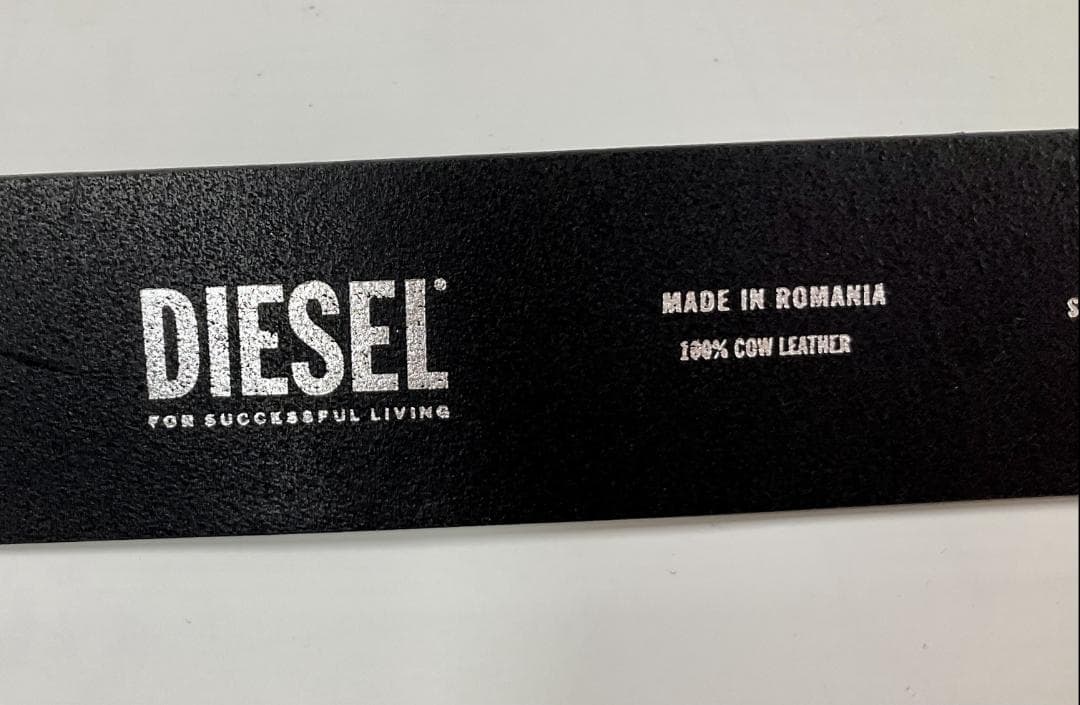 DIESEL
FOR SUCCESSFUL LIVING
MADE IN ROMANIA
100% COW LEATHER
S